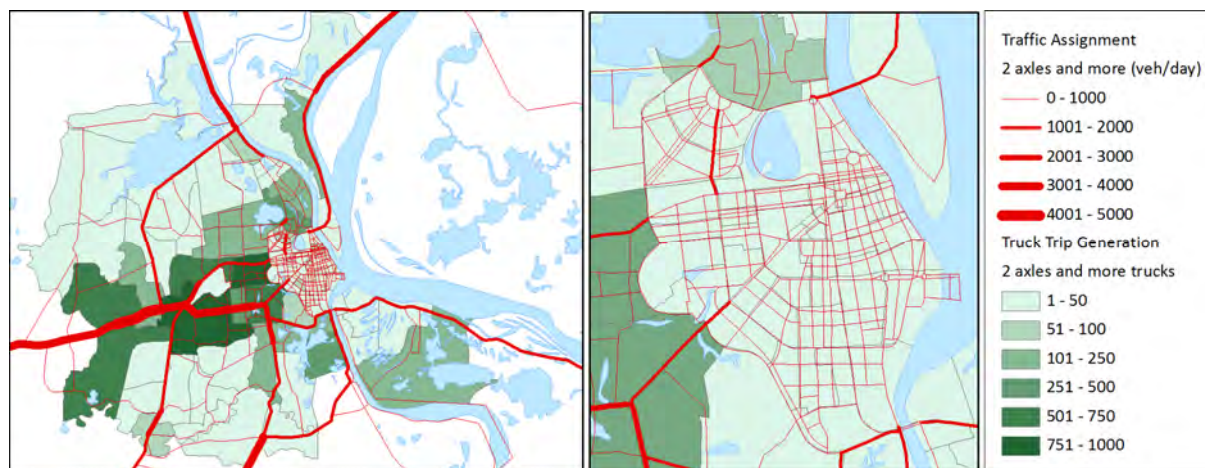 Traffic Assignment
2 axles and more (veh/day)
0 - 1000
1001 - 2000
2001 - 3000
3001 - 4000
4001 - 5000
Truck Trip Generation
2 axles and more trucks
1 - 50
51 - 100
101 - 250
251 - 500
501 - 750
751 - 1000